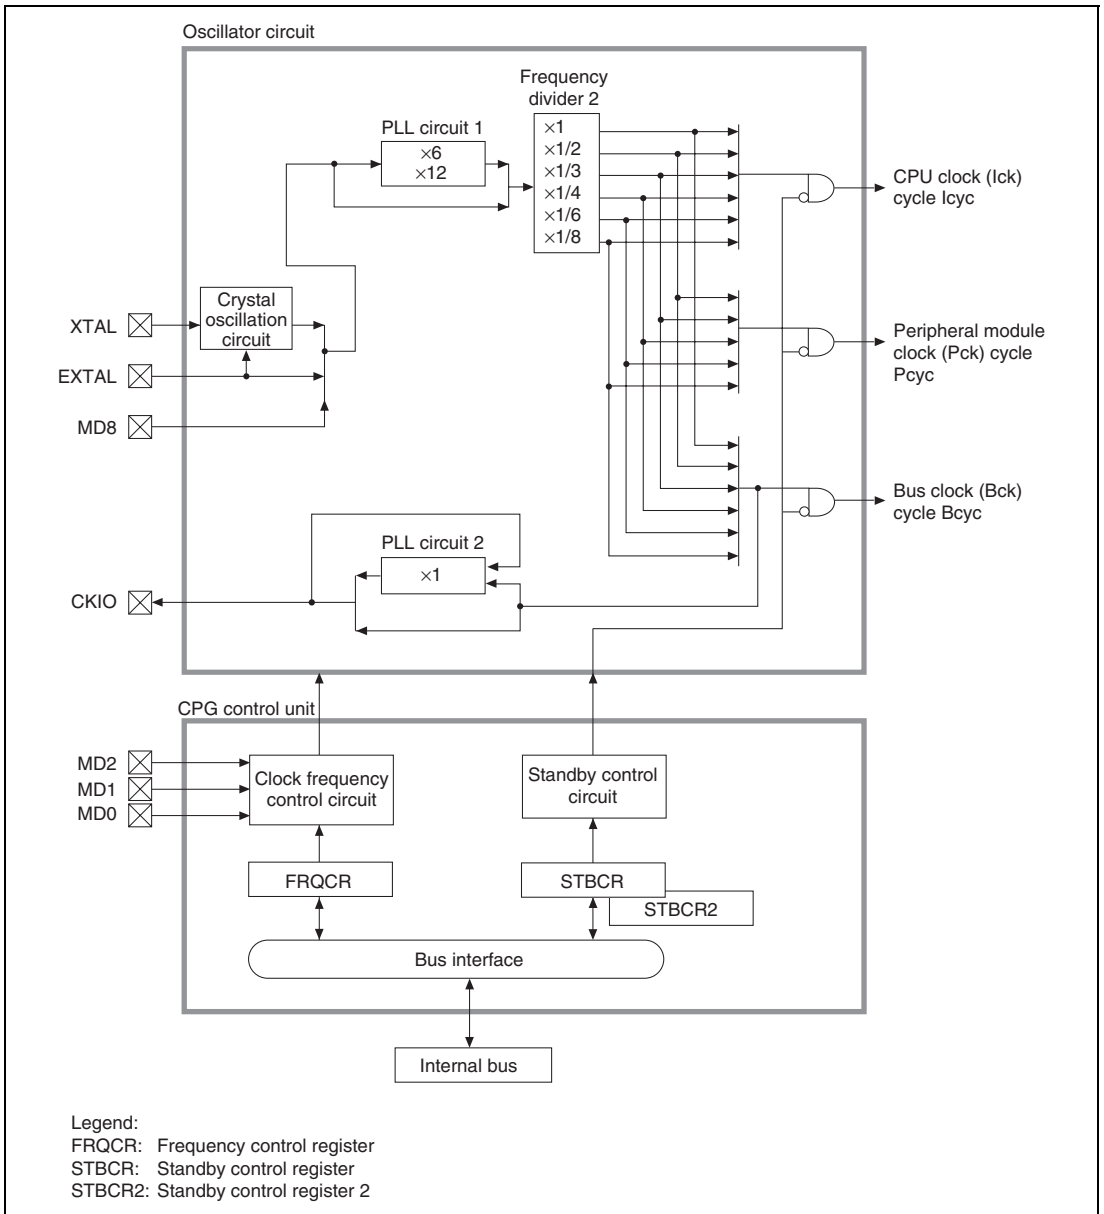 Oscillator circuit
Frequency
divider 2
PLL circuit 1
×6
×12
×1
×1/2
×1/3
×1/4
×1/6
×1/8
CPU clock (Ick)
cycle Icyc
Crystal
oscillation
circuit
XTAL
EXTAL
MD8
Peripheral module
clock (Pck) cycle
Pcyc
Bus clock (Bck)
cycle Bcyc
PLL circuit 2
×1
CKIO
CPG control unit
MD2
MD1
MD0
Clock frequency
control circuit
Standby control
circuit
FRQCR
STBCR
STBCR2
Bus interface
Internal bus
Legend:
FRQCR: Frequency control register
STBCR: Standby control register
STBCR2: Standby control register 2